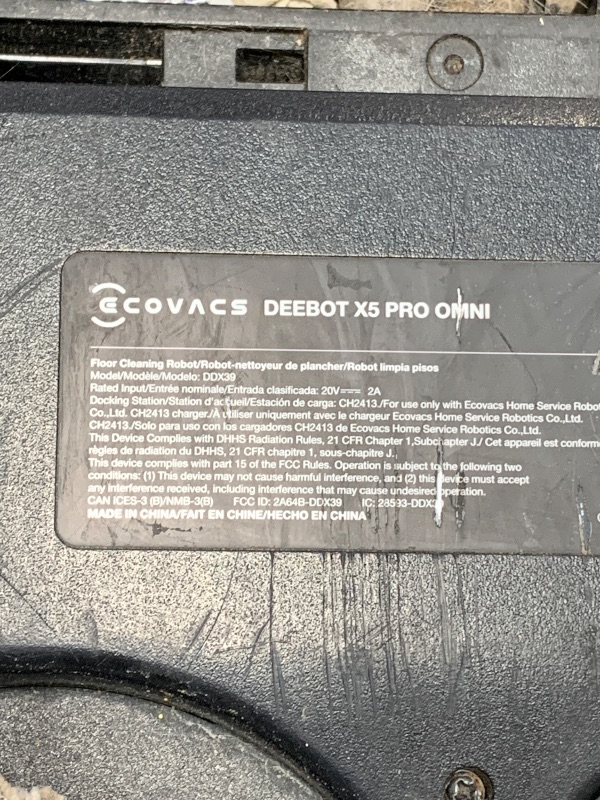 ECOVACS DEEBOT X5 PRO OMNI
Floor Cleaning Robot/Robot-nettoyeur de plancher/Robot limpia pisos
Model/Modèle/Modelo: DDX39
Rated Input/Entrée nominale/Entrada clasificada: 20V⎓ 2A
Docking Station/Station d'accueil/Estación de carga: CH2413./For use only with Ecovacs Home Service Robot
Co.,Ltd. CH2413 charger./A utiliser uniquement avec le chargeur Ecovacs Home Service Robotics Co.,Ltd.
CH2413./Solo para uso con los cargadores CH2413 de Ecovacs Home Service Robotics Co.,Ltd.
This Device Complies with DHHS Radiation Rules, 21 CFR Chapter 1,Subchapter J./ Cet appareil est conforme
règles de radiation du DHHS, 21 CFR chapitre 1, sous-chapitre J.
This device complies with part 15 of the FCC Rules. Operation is subject to the following two
conditions: (1) This device may not cause harmful interference, and (2) this device must accept
any interference received, including interference that may cause undesired operation.
CAN ICES-3 (B)/NMB-3(B) FCC ID: 2A64B-DDX39 IC: 28593-DDX
MADE IN CHINA/FAIT EN CHINE/HECHO EN CHINA